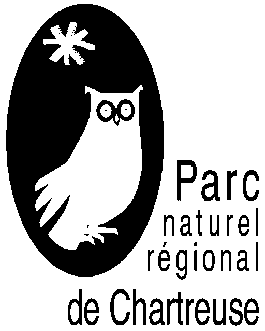 Parc
naturel
régional
de Chartreuse